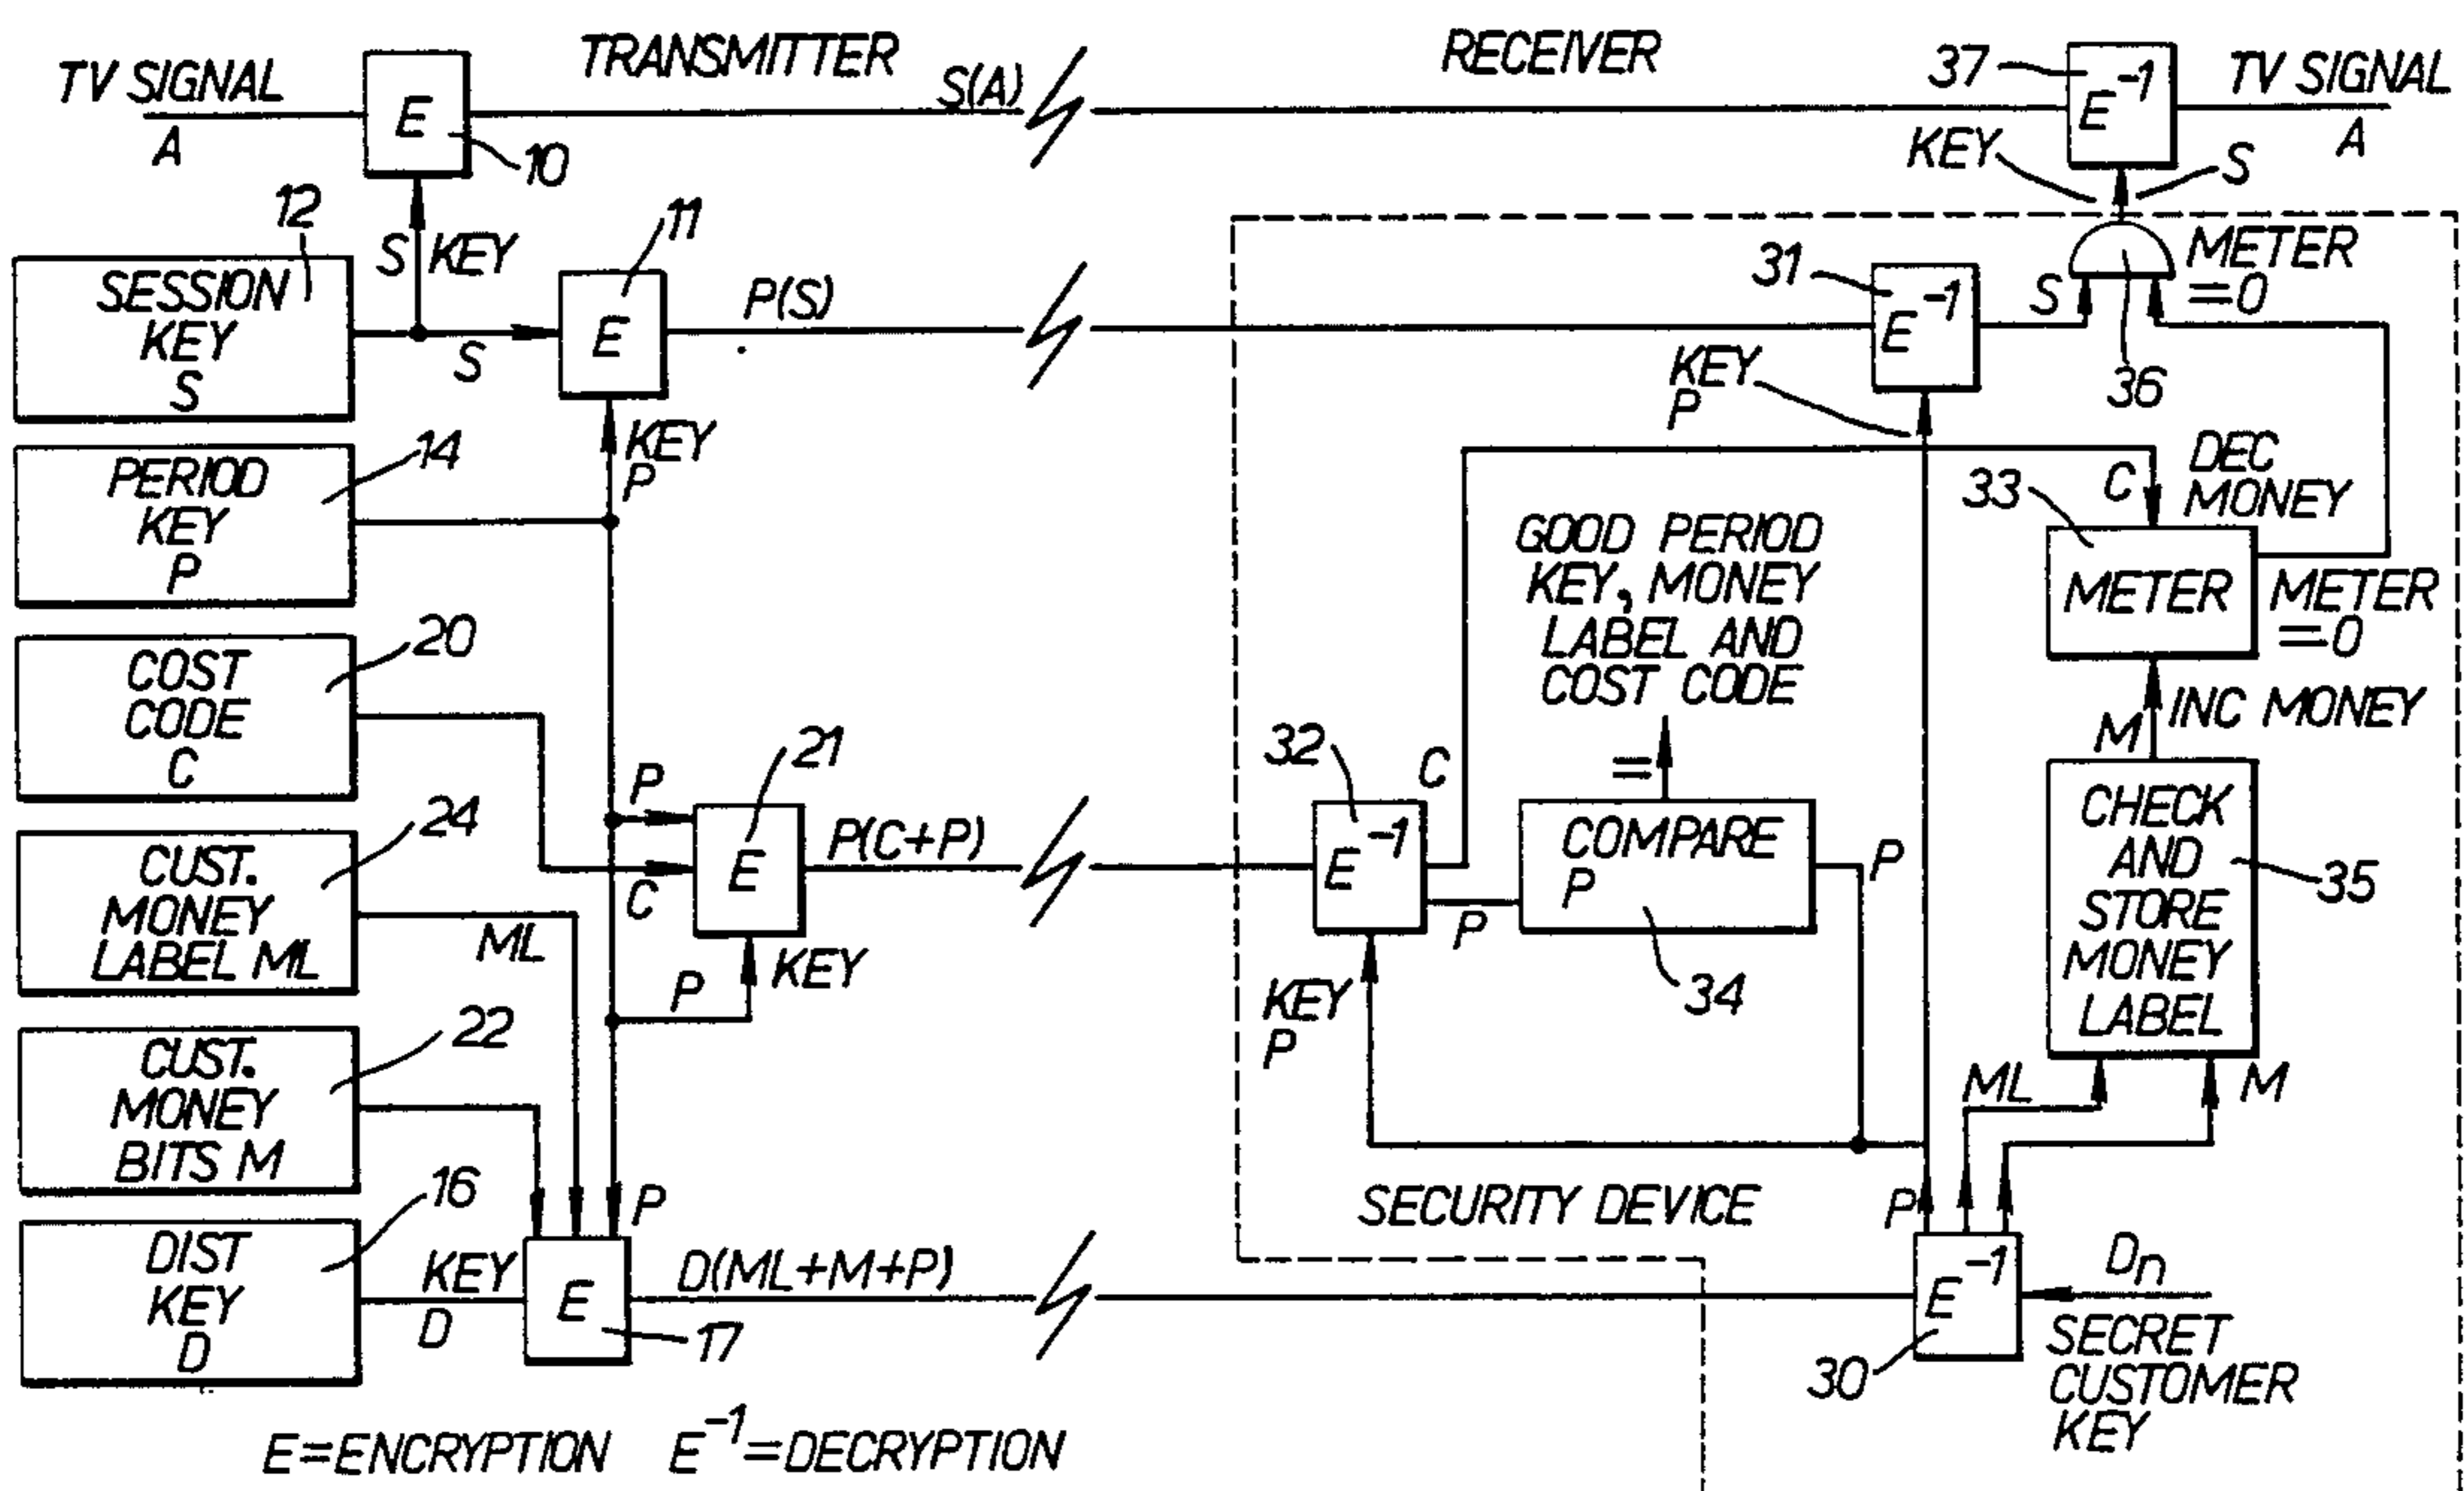 TRANSMITTER
RECEIVER
TV SIGNAL
A
E
10
S(A)
37
E-1
TV SIGNAL
A
KEY
S
12
SESSION
KEY
S
S KEY
S
11
E
P(S)
KEY
P
31
E-1
KEY
P
S
METER
=0
36
14
PERIOD
KEY
P
20
COST
CODE
C
24
CUST.
MONEY
LABEL ML
ML
22
CUST.
MONEY
BITS M
16
DIST
KEY
D
KEY
D
P
C
21
E
P(C+P)
P
KEY
P
E
17
D(ML+M+P)
32
E-1
C
P
KEY
P
GOOD PERIOD
KEY, MONEY
LABEL AND
COST CODE
=
COMPARE
P
34
P
C
DEC
MONEY
33
METER
METER
=0
M
INC MONEY
CHECK
AND
STORE
MONEY
LABEL
35
ML
M
P
SECURITY DEVICE
E-1
30
Dn
SECRET
CUSTOMER
KEY
E=ENCRYPTION E-1=DECRYPTION